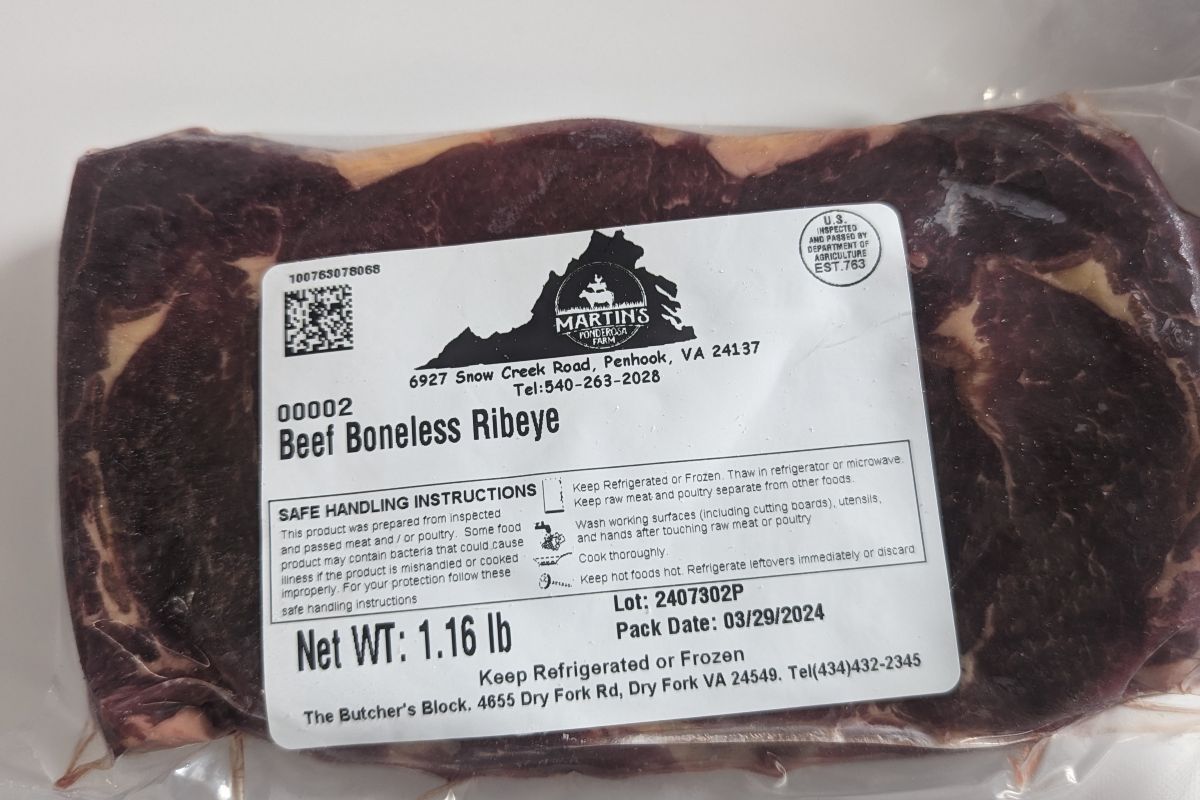 U.S.
INSPECTED
AND PASSED BY
DEPARTMENT OF
AGRICULTURE
EST.763
100763078068
MARTIN'S
PONDEROSA
FARM
6927 Snow Creek Road, Penhook, VA 24137
Tel:540-263-2028
00002
Beef Boneless Ribeye
SAFE HANDLING INSTRUCTIONS
This product was prepared from inspected
and passed meat and / or poultry. Some food
product may contain bacteria that could cause
illness if the product is mishandled or cooked
improperly. For your protection follow these
safe handling instructions
Keep Refrigerated or Frozen. Thaw in refrigerator or microwave.
Keep raw meat and poultry separate from other foods.
Wash working surfaces (including cutting boards), utensils,
and hands after touching raw meat or poultry
Cook thoroughly.
Keep hot foods hot. Refrigerate leftovers immediately or discard
Net WT: 1.16 lb
Lot: 2407302P
Pack Date: 03/29/2024
Keep Refrigerated or Frozen
The Butcher's Block. 4655 Dry Fork Rd, Dry Fork VA 24549. Tel(434)432-2345